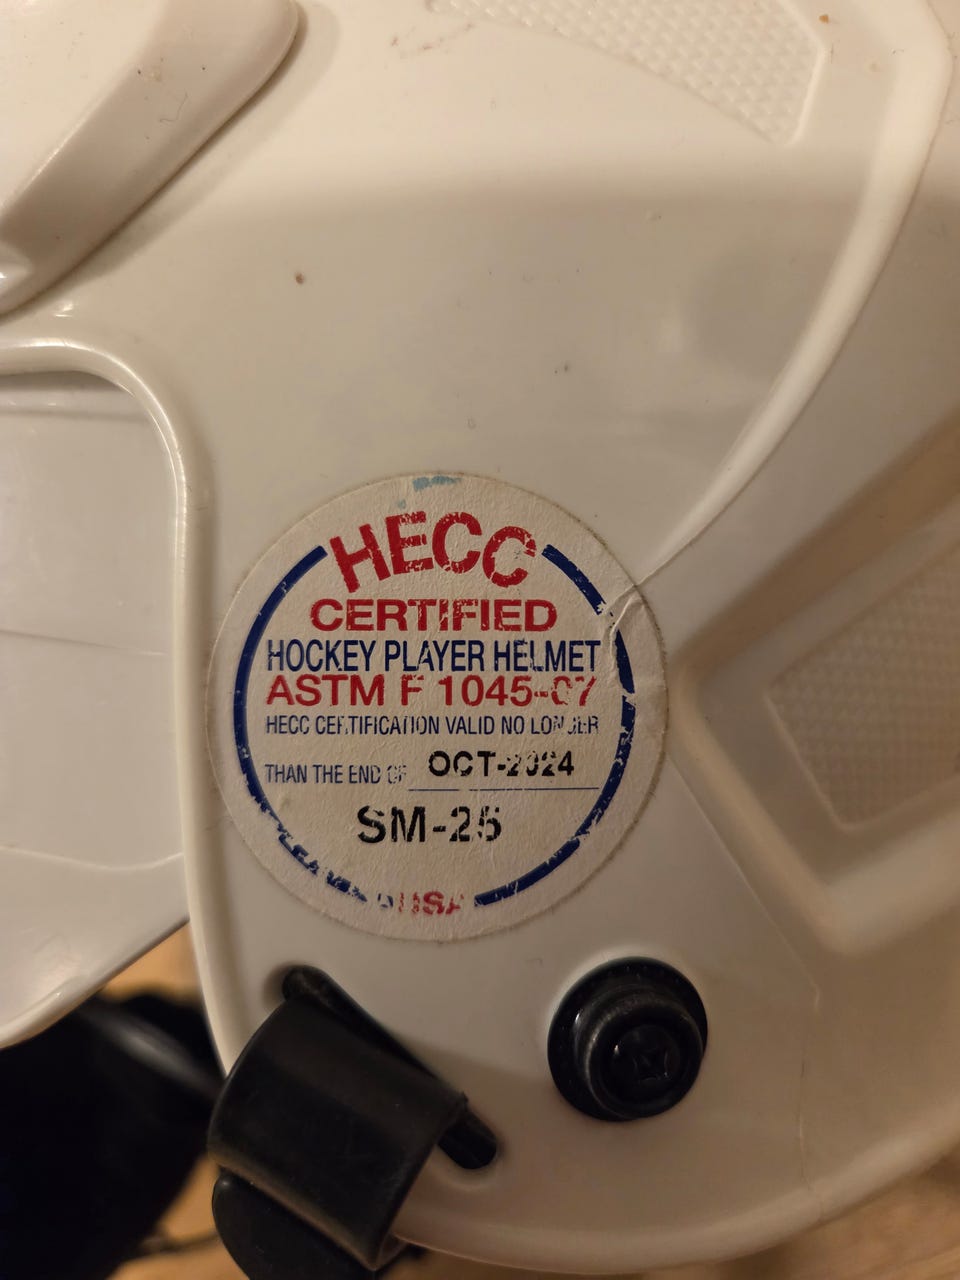 HECC
CERTIFIED
HOCKEY PLAYER HELMET
ASTM F 1045-07
HECC CERTIFICATION VALID NO LONGER
THAN THE END OF OCT-2024
SM-25
USA